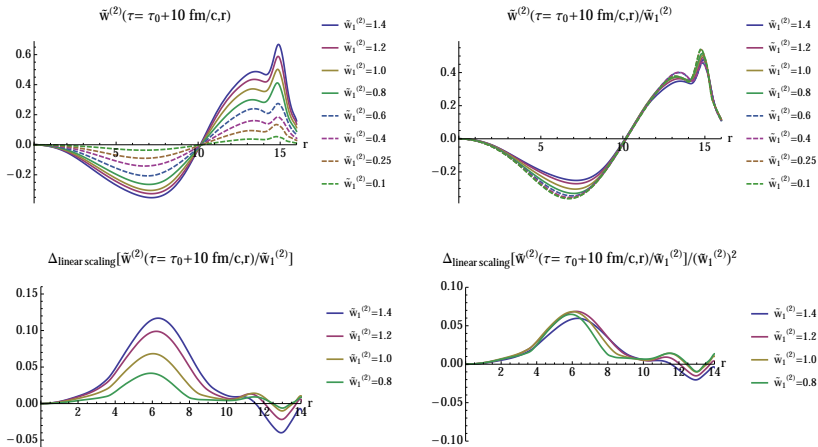 w̃⁽²⁾(τ= τ₀+10 fm/c,r)
0.6
0.4
0.2
0.0
−0.2
5
10
15
r
w̃₁⁽²⁾=1.4
w̃₁⁽²⁾=1.2
w̃₁⁽²⁾=1.0
w̃₁⁽²⁾=0.8
w̃₁⁽²⁾=0.6
w̃₁⁽²⁾=0.4
w̃₁⁽²⁾=0.25
w̃₁⁽²⁾=0.1
w̃⁽²⁾(τ= τ₀+10 fm/c,r)/w̃₁⁽²⁾
0.4
0.2
0.0
−0.2
5
10
15
r
w̃₁⁽²⁾=1.4
w̃₁⁽²⁾=1.2
w̃₁⁽²⁾=1.0
w̃₁⁽²⁾=0.8
w̃₁⁽²⁾=0.6
w̃₁⁽²⁾=0.4
w̃₁⁽²⁾=0.25
w̃₁⁽²⁾=0.1
Δlinear scaling[w̃⁽²⁾(τ= τ₀+10 fm/c,r)/w̃₁⁽²⁾]
0.15
0.10
0.05
0.00
−0.05
2
4
6
8
10
12
14
r
w̃₁⁽²⁾=1.4
w̃₁⁽²⁾=1.2
w̃₁⁽²⁾=1.0
w̃₁⁽²⁾=0.8
Δlinear scaling[w̃⁽²⁾(τ= τ₀+10 fm/c,r)/w̃₁⁽²⁾]/(w̃₁⁽²⁾)²
0.10
0.05
0.00
−0.05
−0.10
2
4
6
8
10
12
14
r
w̃₁⁽²⁾=1.4
w̃₁⁽²⁾=1.2
w̃₁⁽²⁾=1.0
w̃₁⁽²⁾=0.8